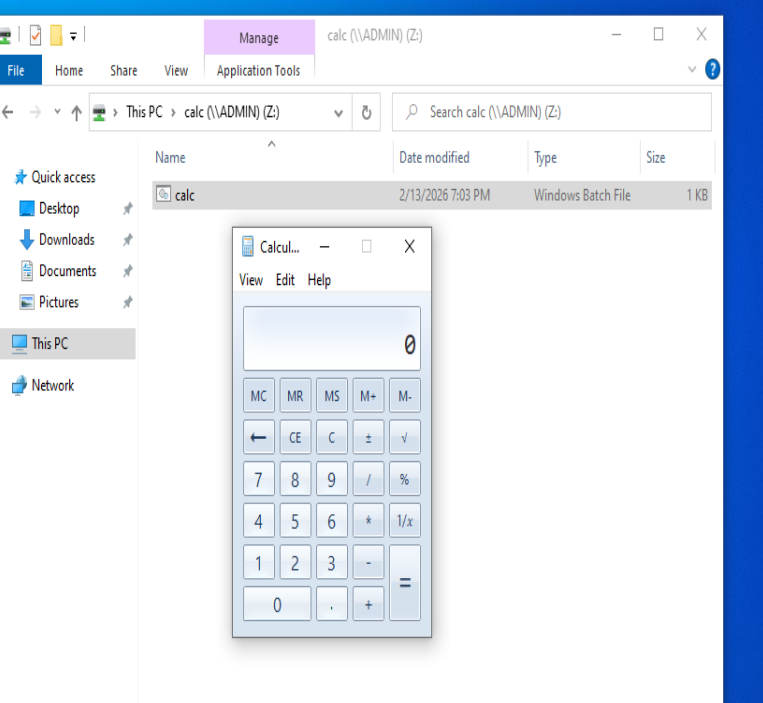 Manage calc (\\ADMIN) (Z:)
File Home Share View Application Tools
This PC calc (\\ADMIN) (Z:) Search calc (\\ADMIN) (Z:)
Name Date modified Type Size
calc 2/13/2026 7:03 PM Windows Batch File 1 KB
Quick access
Desktop
Downloads
Documents
Pictures
This PC
Network
Calcul...
View Edit Help
0
MC MR MS M+ M-
← CE C ± √
7 8 9 / %
4 5 6 * 1/x
1 2 3 - =
0 . +